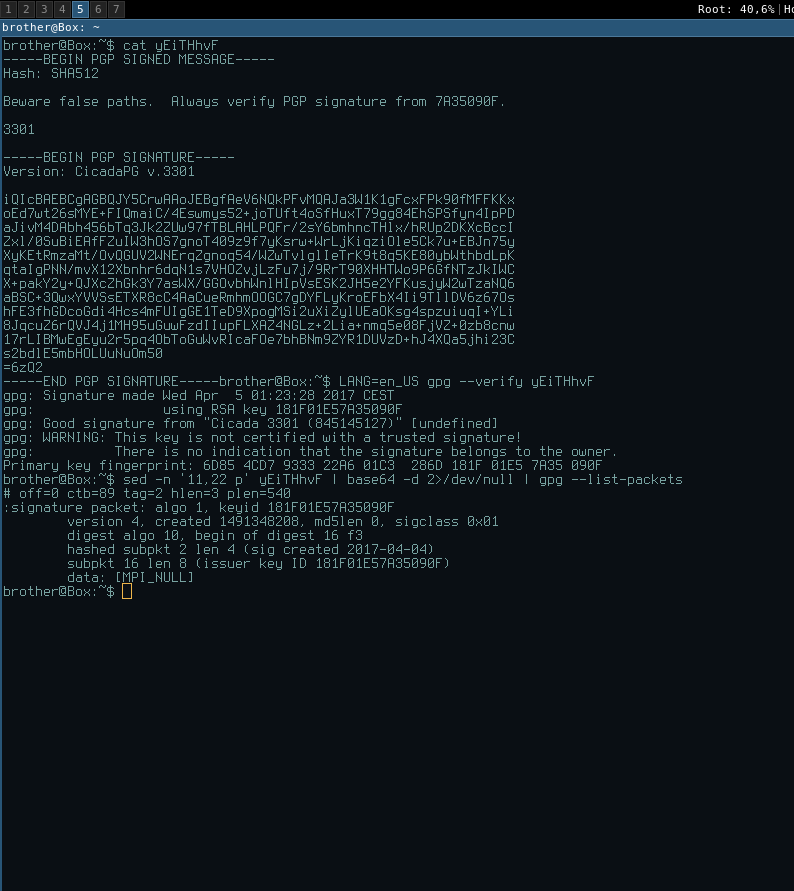 1 2 3 4 5 6 7 Root: 40,6% Ho
brother@Box: ~
brother@Box:~$ cat yEiTHhvF
-----BEGIN PGP SIGNED MESSAGE-----
Hash: SHA512

Beware false paths.  Always verify PGP signature from 7A35090F.

3301

-----BEGIN PGP SIGNATURE-----
Version: CicadaPG v.3301

iQIcBAEBCgAGBQJY5CrwAAoJEBgfAeV6NQkPFvMQAJa3W1K1gFcxFPk90fMFFKKx
oEd7wt26sMYE+FIQmaiC/4Eswmys52+joTUft4oSfHuxT79gg84EhSPSfyn4IpPD
aJivM4DAbh456bTq3Jk2ZUw97fTBLAHLPQFr/2sY6bmhncTHlx/hRUp2DKXcBccI
Zxl/0SuBiEAfFZuIW3hOS7gnoT409z9f7yKsrw+WrLjKiqziOle5Ck7u+EBJn75y
XyKEtRmzaMt/OvQGUV2WNErqZgnoq54/WZwTvlglIeTrK9t8q5KE80ybWthbdLpK
qtaIgPNN/mvX12Xbnhr6dqN1s7VHOZvjLzFu7j/9RrT90XHHTWo9P6GfNTzJkIWC
X+pakY2y+QJXcZhGk3Y7asWX/GGOvbhWnlHIpVsESK2JH5e2YFKusjyW2wTzaNQ6
aBSC+3QwxYVVSsETXR8cC4AaCueRmhmOOGC7gDYFLyKroEFbX4Ii9TllDV6z67Os
hFE3fhGDcoGdi4Hcs4mFUIgGE1TeD9XpogMSi2uXiZylUEaOKsg4spzuiuqI+YLi
8JqcuZ6rQVJ4j1MH95uGuwFzdIIupFLXAZ4NGLz+2Lia+nmq5e08FjVZ+0zb8cnw
17rLIBMwEgEyu2r5pq4ObToGuWvRIcaFOe7bhBNm9ZYR1DUVzD+hJ4XQa5jhi23C
s2bdlE5mbHOLUuNuOm50
=6zQ2
-----END PGP SIGNATURE-----brother@Box:~$ LANG=en_US gpg --verify yEiTHhvF
gpg: Signature made Wed Apr  5 01:23:28 2017 CEST
gpg:                using RSA key 181F01E57A35090F
gpg: Good signature from "Cicada 3301 (845145127)" [undefined]
gpg: WARNING: This key is not certified with a trusted signature!
gpg:          There is no indication that the signature belongs to the owner.
Primary key fingerprint: 6D85 4CD7 9333 22A6 01C3  286D 181F 01E5 7A35 090F
brother@Box:~$ sed -n '11,22 p' yEiTHhvF | base64 -d 2>/dev/null | gpg --list-packets
# off=0 ctb=89 tag=2 hlen=3 plen=540
:signature packet: algo 1, keyid 181F01E57A35090F
        version 4, created 1491348208, md5len 0, sigclass 0x01
        digest algo 10, begin of digest 16 f3
        hashed subpkt 2 len 4 (sig created 2017-04-04)
        subpkt 16 len 8 (issuer key ID 181F01E57A35090F)
        data: [MPI_NULL]
brother@Box:~$